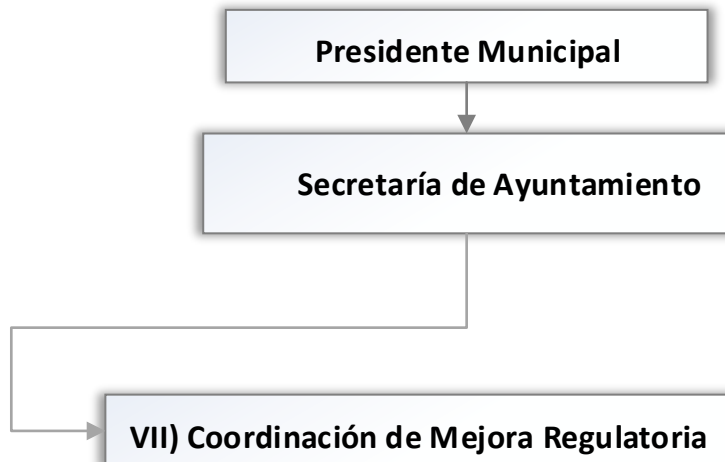 Presidente Municipal
Secretaría de Ayuntamiento
VII) Coordinación de Mejora Regulatoria